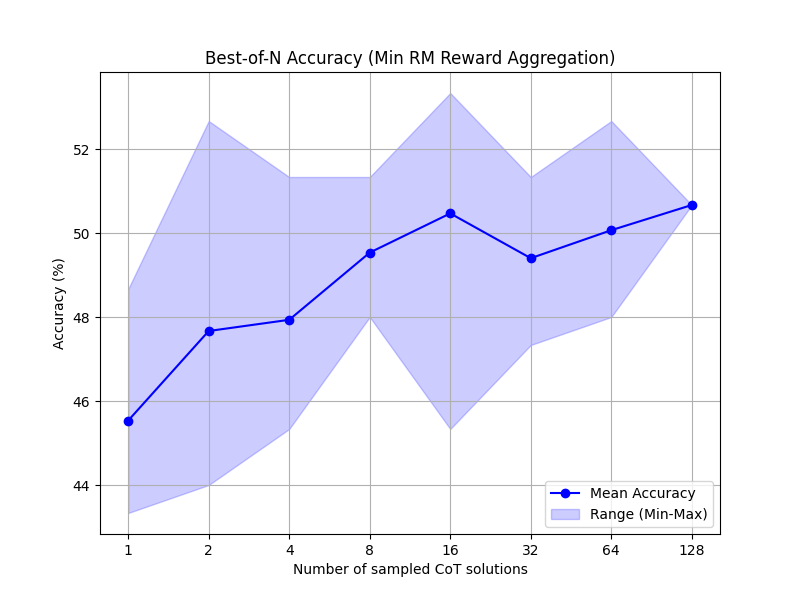 Best-of-N Accuracy (Min RM Reward Aggregation)
Accuracy (%)
52
50
48
46
44
Mean Accuracy
Range (Min-Max)
1 2 4 8 16 32 64 128
Number of sampled CoT solutions